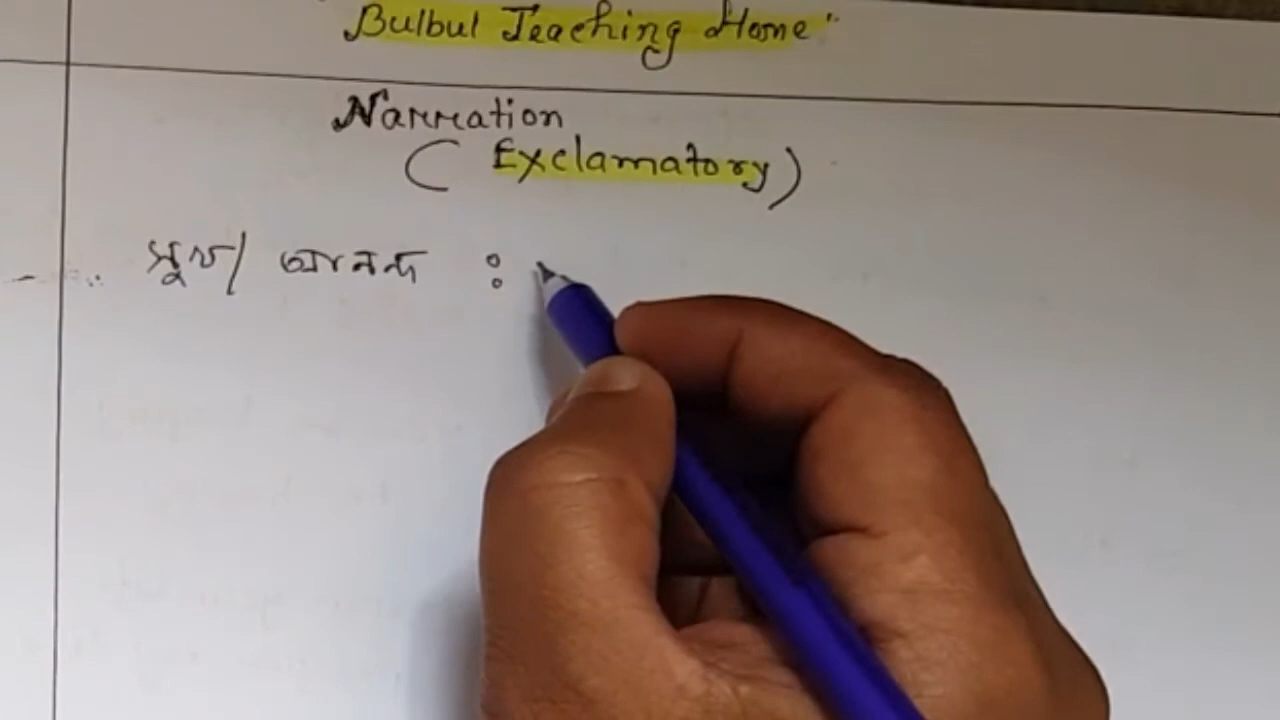 Bulbul Teaching Home"
Narration
(Exclamatory)
সুখ/ আনন্দ :